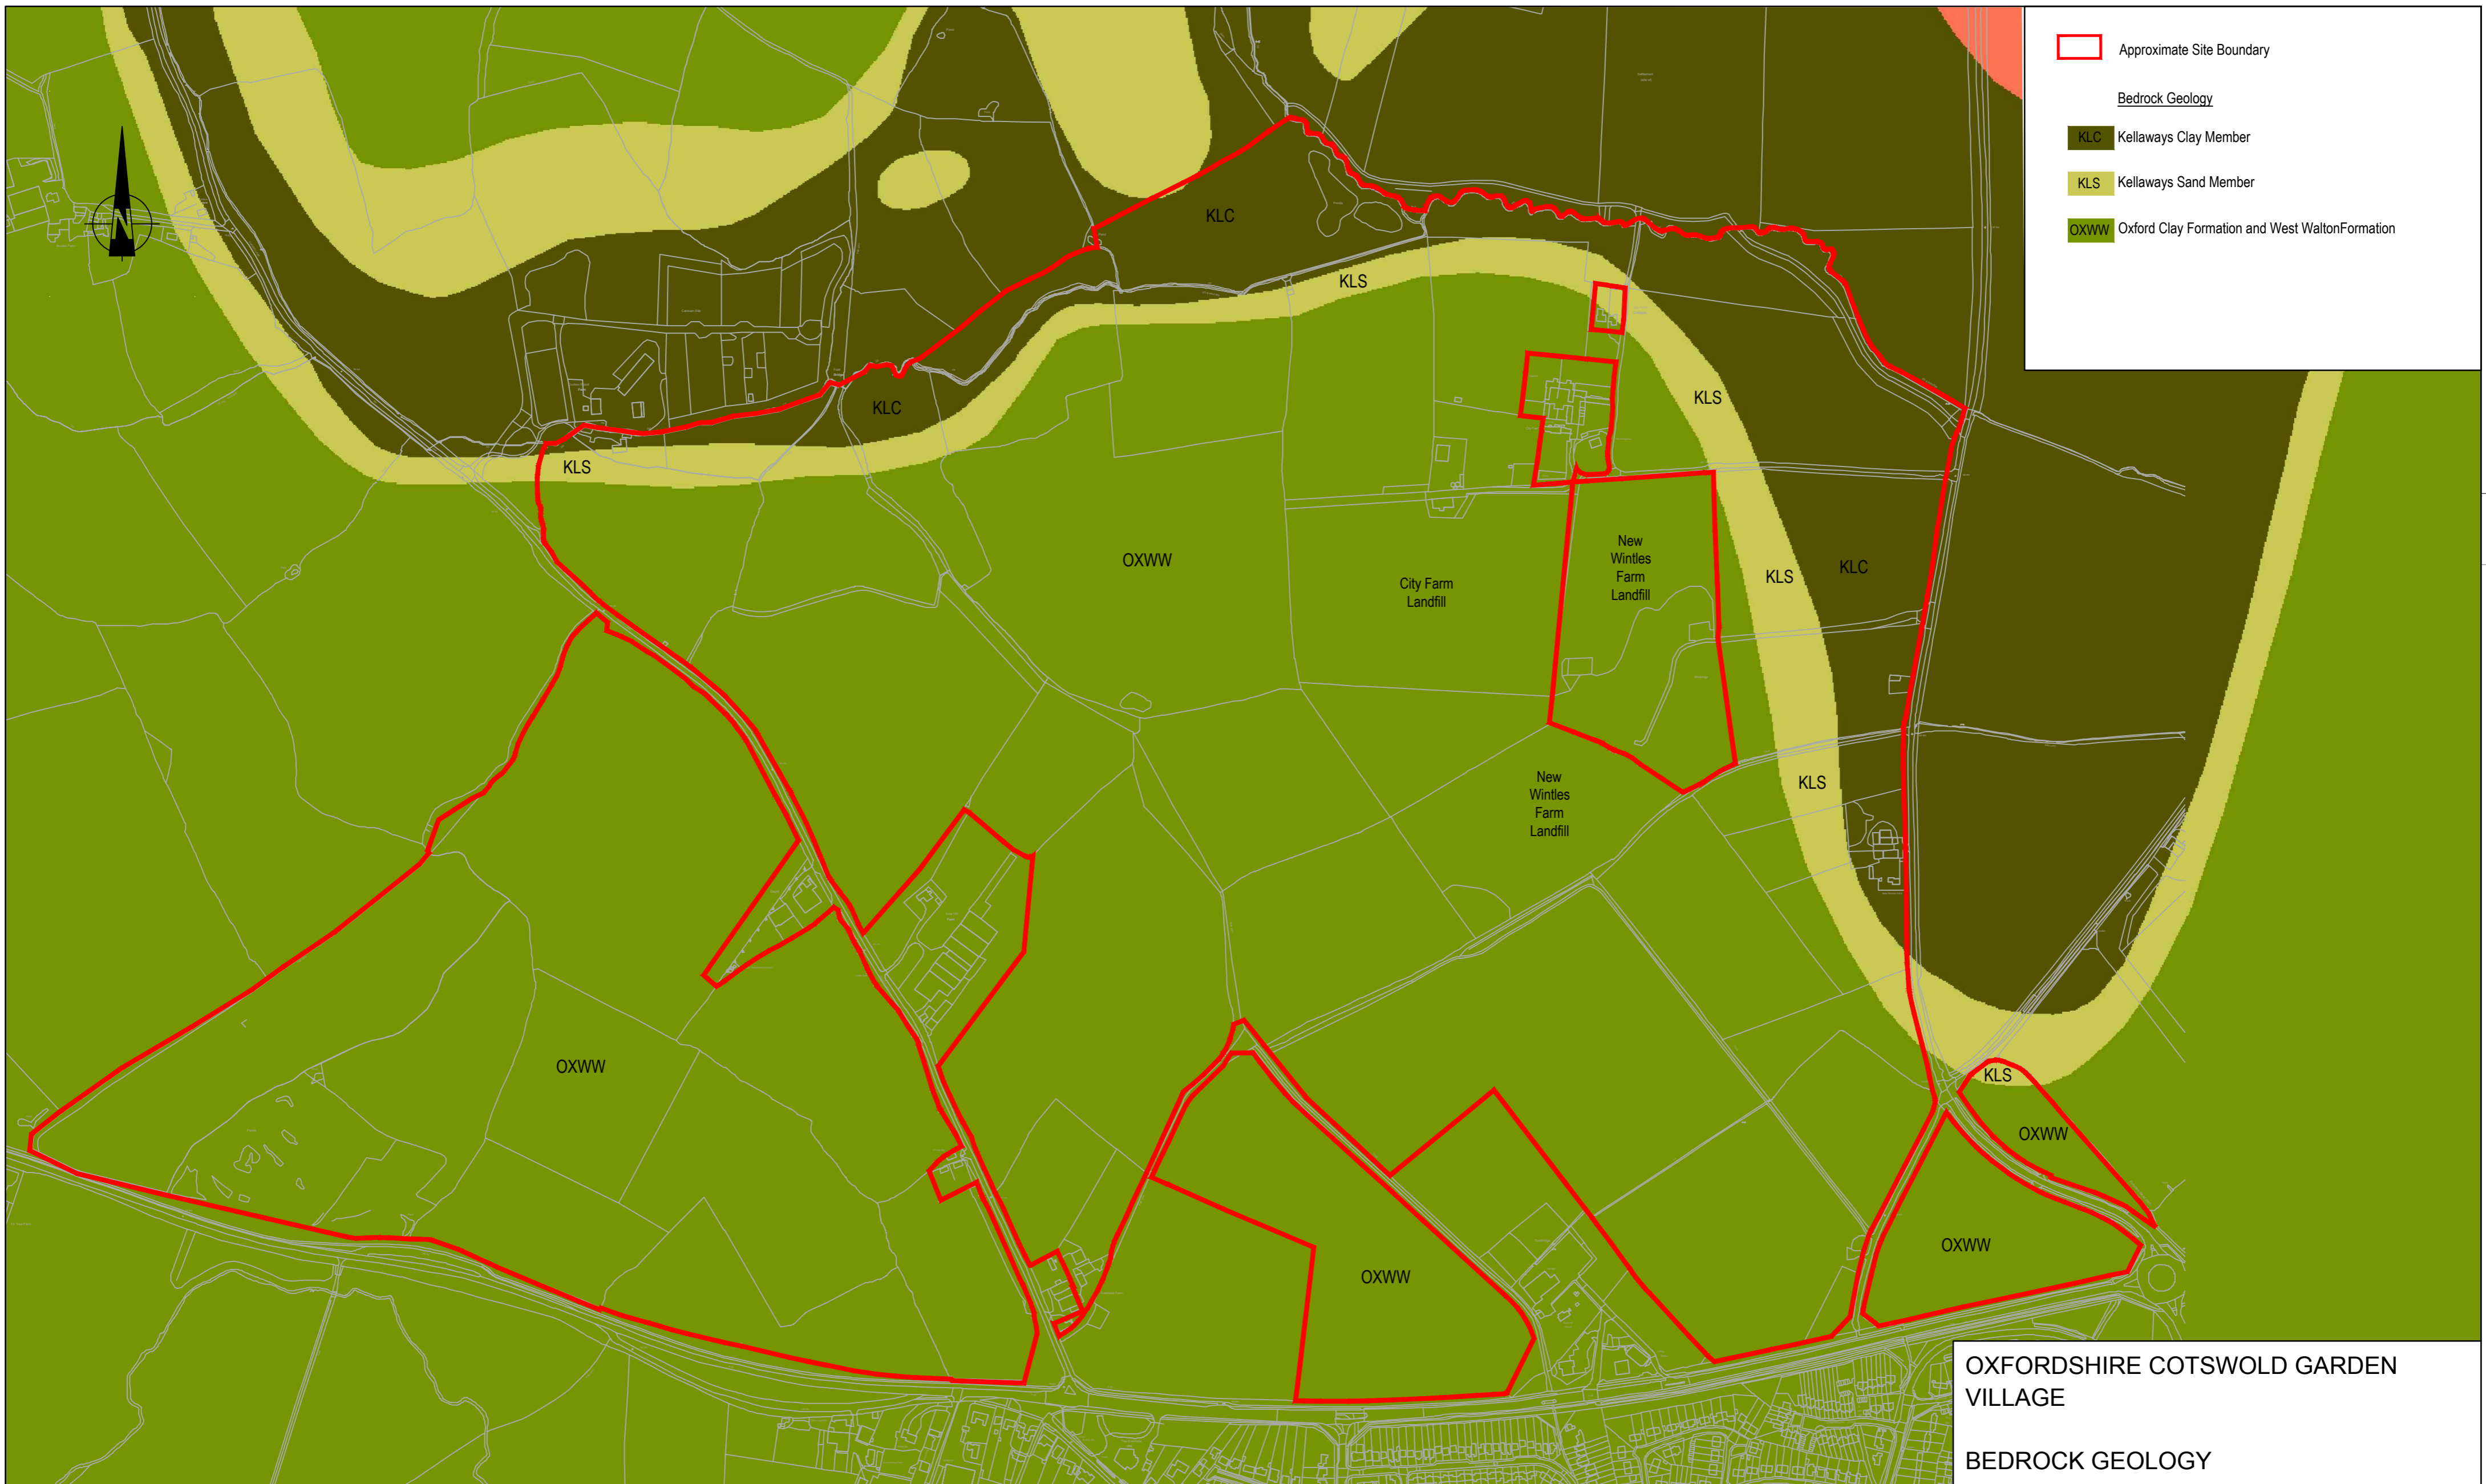 Approximate Site Boundary
Bedrock Geology
KLC Kellaways Clay Member
KLS Kellaways Sand Member
OXWW Oxford Clay Formation and West WaltonFormation
N
KLC
KLS
KLC
KLS
KLS
OXWW
New
Wintles
Farm
Landfill
City Farm
Landfill
KLS
KLC
New
Wintles
Farm
Landfill
KLS
OXWW
KLS
OXWW
OXWW
OXWW
OXFORDSHIRE COTSWOLD GARDEN
VILLAGE
BEDROCK GEOLOGY